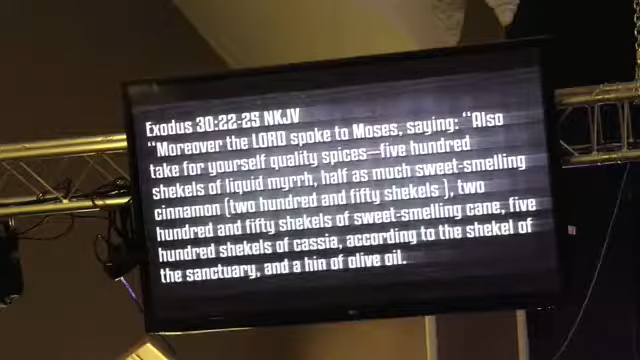 Exodus 30:22-25 NKJV
“Moreover the LORD spoke to Moses, saying: “Also
take for yourself quality spices—five hundred
shekels of liquid myrrh, half as much sweet-smelling
cinnamon (two hundred and fifty shekels ), two
hundred and fifty shekels of sweet-smelling cane, five
hundred shekels of cassia, according to the shekel of
the sanctuary, and a hin of olive oil.